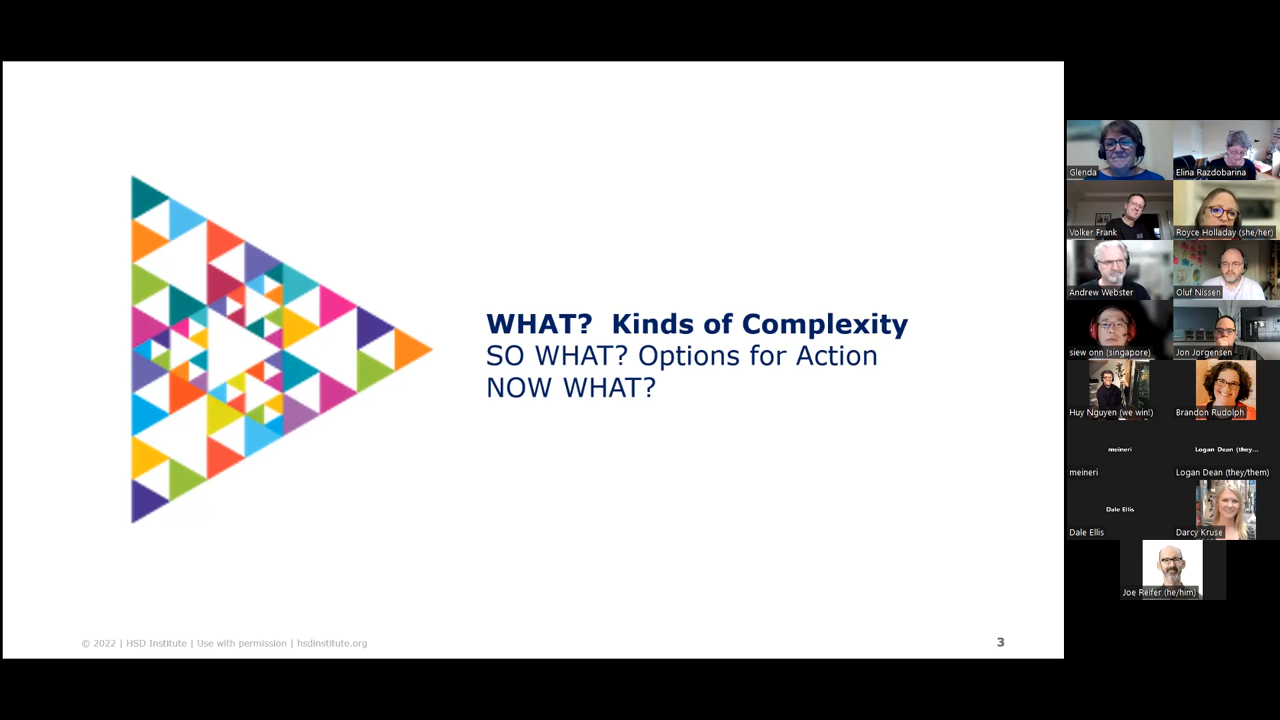 WHAT?  Kinds of Complexity
SO WHAT? Options for Action
NOW WHAT?
© 2022 | HSD Institute | Use with permission | hsdinstitute.org
3
Glenda
Elina Razdobarina
Volker Frank
Royce Holladay (she/her)
Andrew Webster
Oluf Nissen
siew onn (singapore)
Jon Jorgensen
Huy Nguyen (we win!)
Brandon Rudolph
meineri
Logan Dean (they...
meineri
Logan Dean (they/them)
Dale Ellis
Dale Ellis
Darcy Kruse
Joe Reifer (he/him)